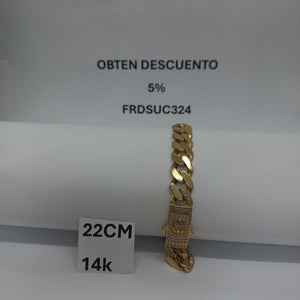 OBTEN DESCUENTO
5%
FRDSUC324
22CM
14k